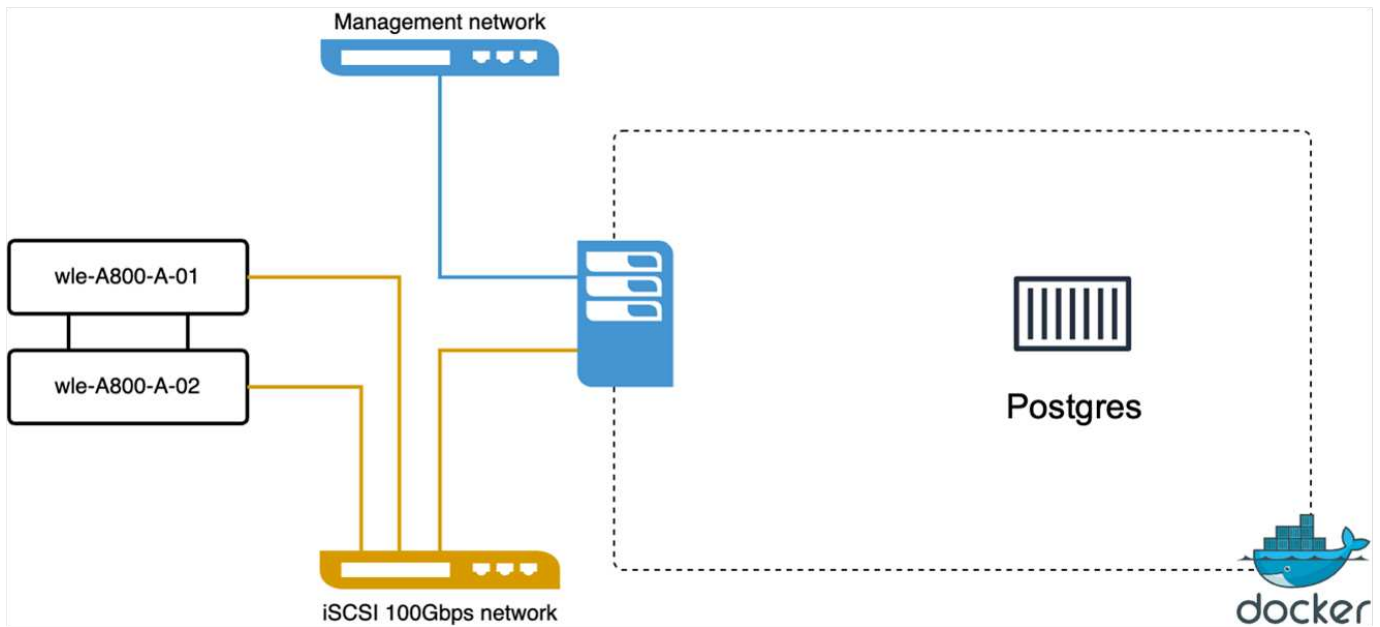 Management network
wle-A800-A-01
wle-A800-A-02
Postgres
iSCSI 100Gbps network
docker